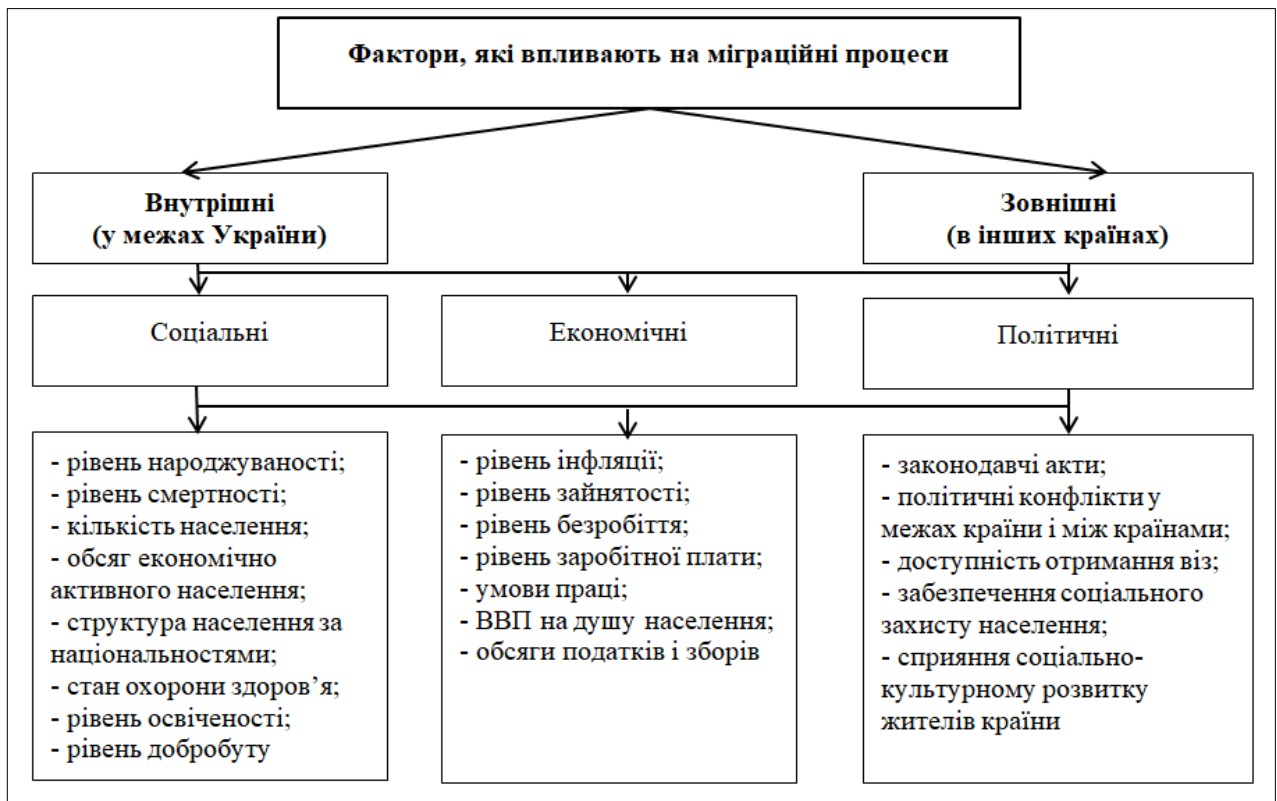 Фактори, які впливають на міграційні процеси
Внутрішні
(у межах України)
Зовнішні
(в інших країнах)
Соціальні
Економічні
Політичні
- рівень народжуваності;
- рівень смертності;
- кількість населення;
- обсяг економічно
активного населення;
- структура населення за
національностями;
- стан охорони здоров’я;
- рівень освіченості;
- рівень добробуту
- рівень інфляції;
- рівень зайнятості;
- рівень безробіття;
- рівень заробітної плати;
- умови праці;
- ВВП на душу населення;
- обсяги податків і зборів
- законодавчі акти;
- політичні конфлікти у
межах країни і між країнами;
- доступність отримання віз;
- забезпечення соціального
захисту населення;
- сприяння соціально-
культурному розвитку
жителів країни